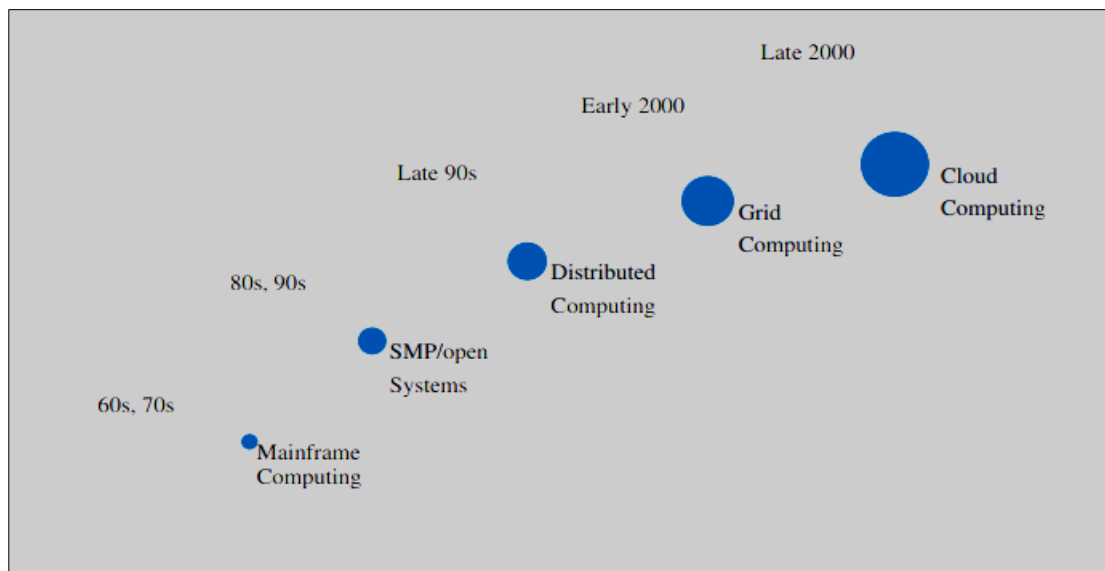 Late 2000
Early 2000
Late 90s
Cloud
Computing
Grid
Computing
Distributed
Computing
80s, 90s
SMP/open
Systems
60s, 70s
Mainframe
Computing